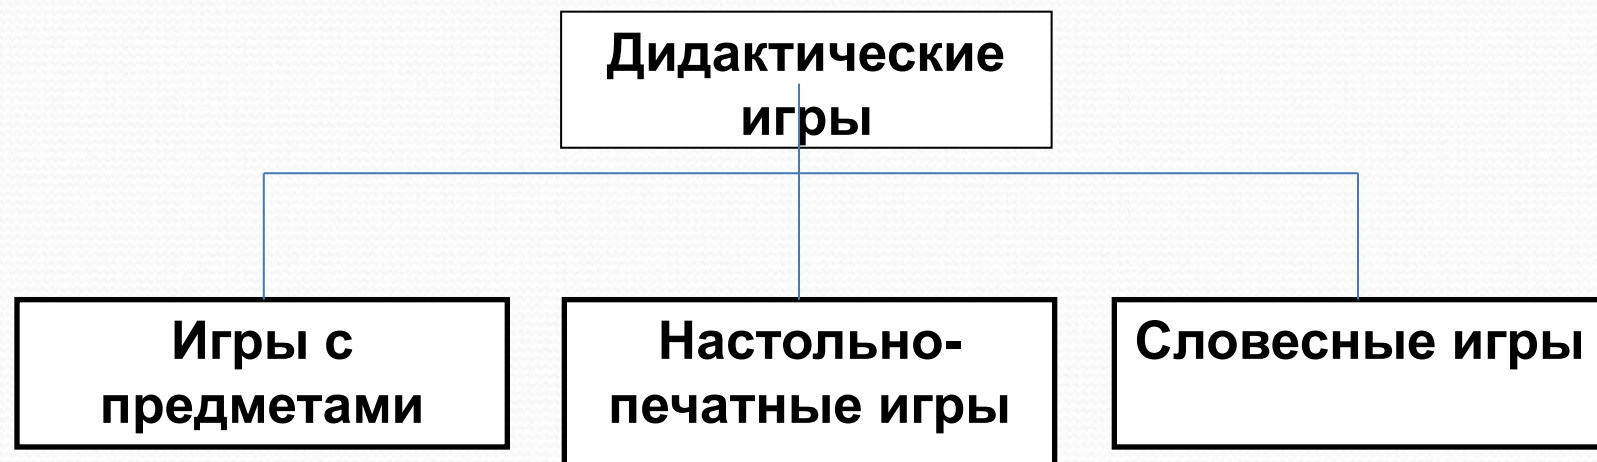 Дидактические
игры
Игры с
предметами
Настольно-
печатные игры
Словесные игры